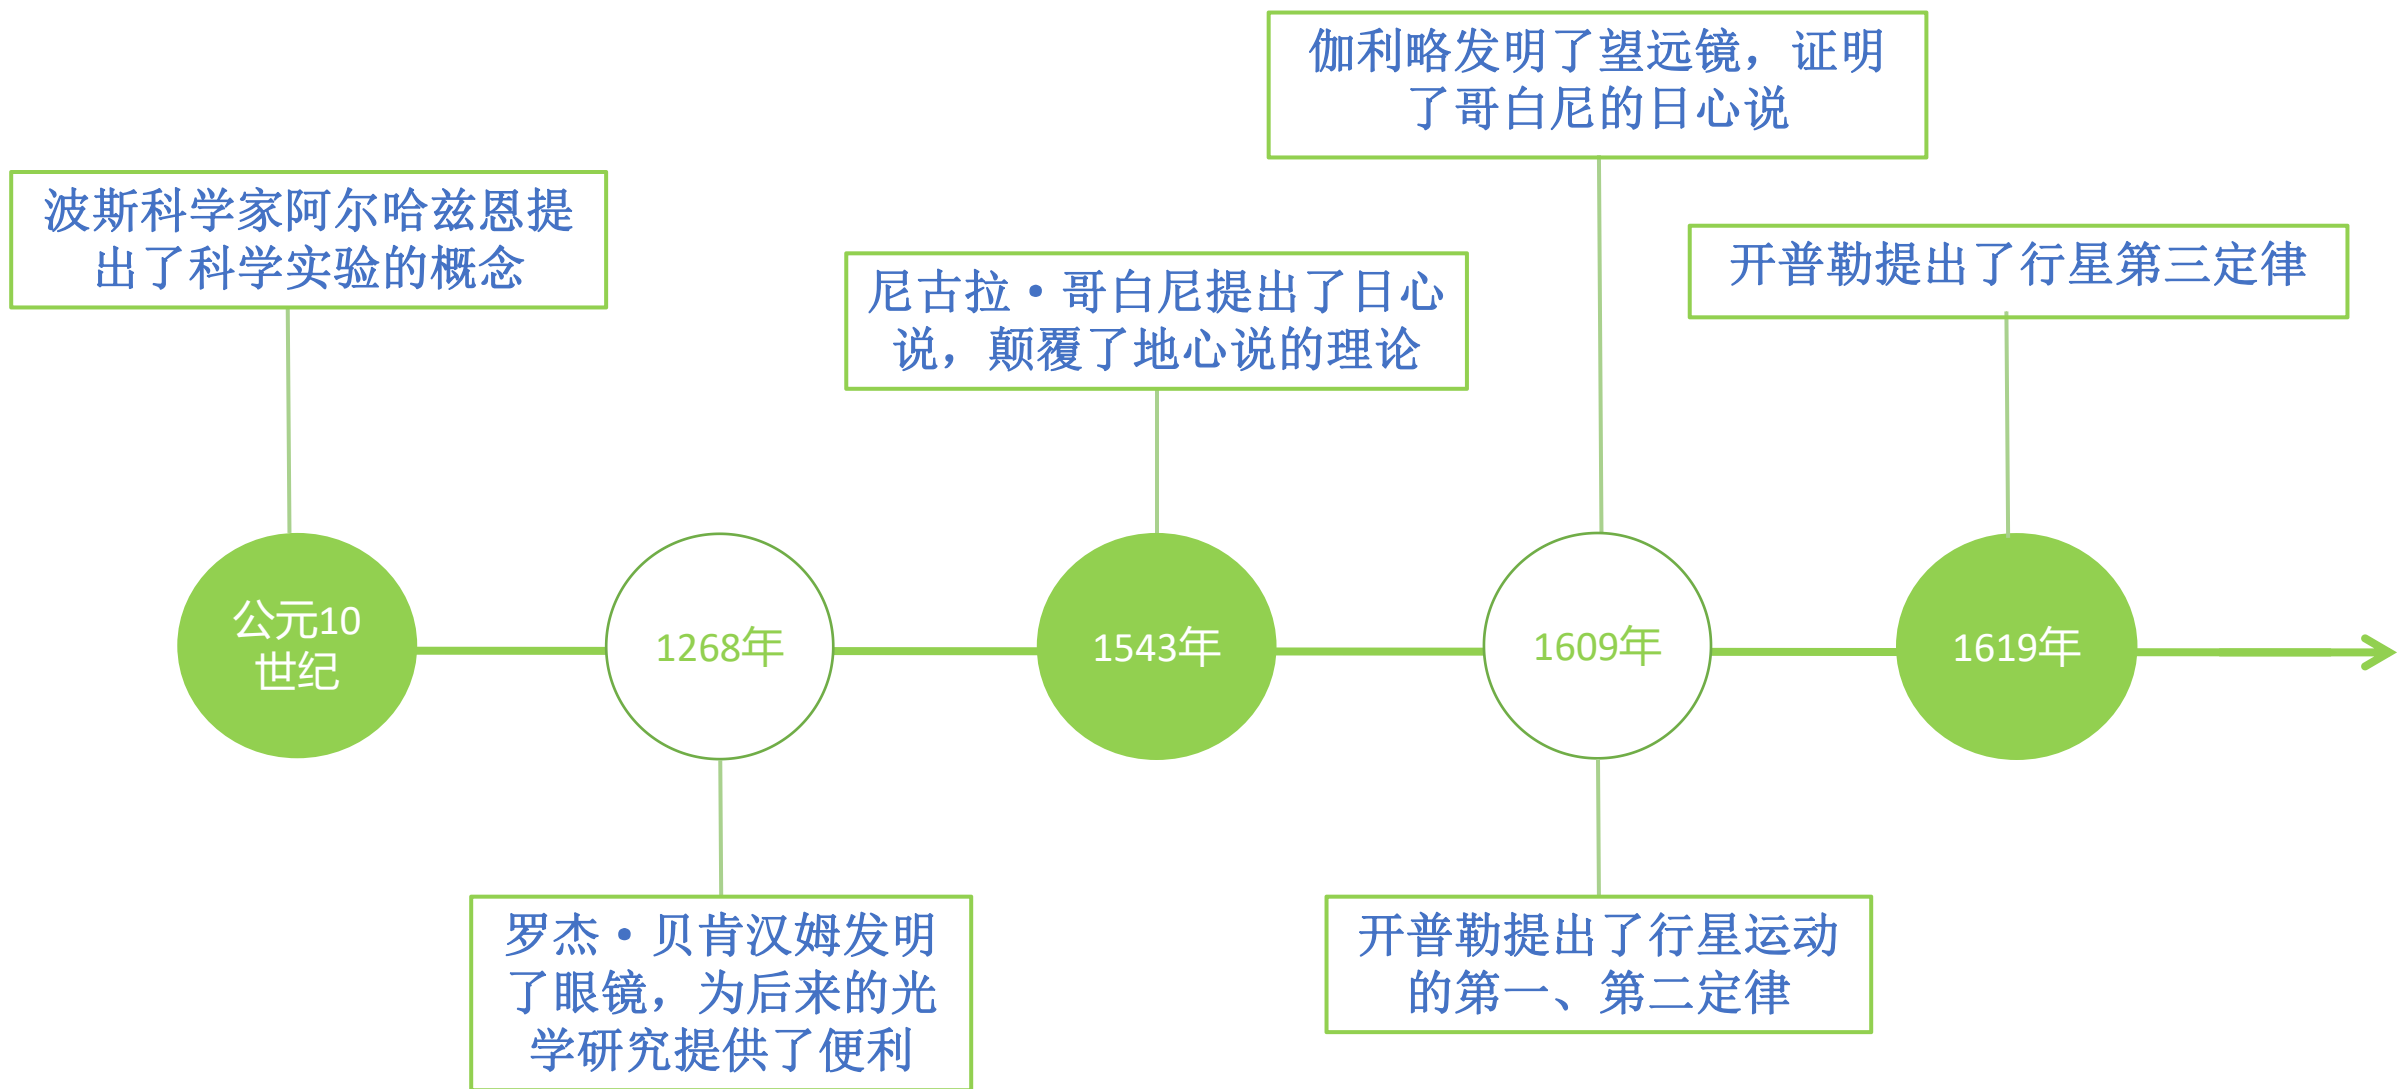 伽利略发明了望远镜，证明
了哥白尼的日心说
波斯科学家阿尔哈兹恩提
出了科学实验的概念
尼古拉·哥白尼提出了日心
说，颠覆了地心说的理论
开普勒提出了行星第三定律
公元10
世纪
1268年
1543年
1609年
1619年
罗杰·贝肯汉姆发明
了眼镜，为后来的光
学研究提供了便利
开普勒提出了行星运动
的第一、第二定律